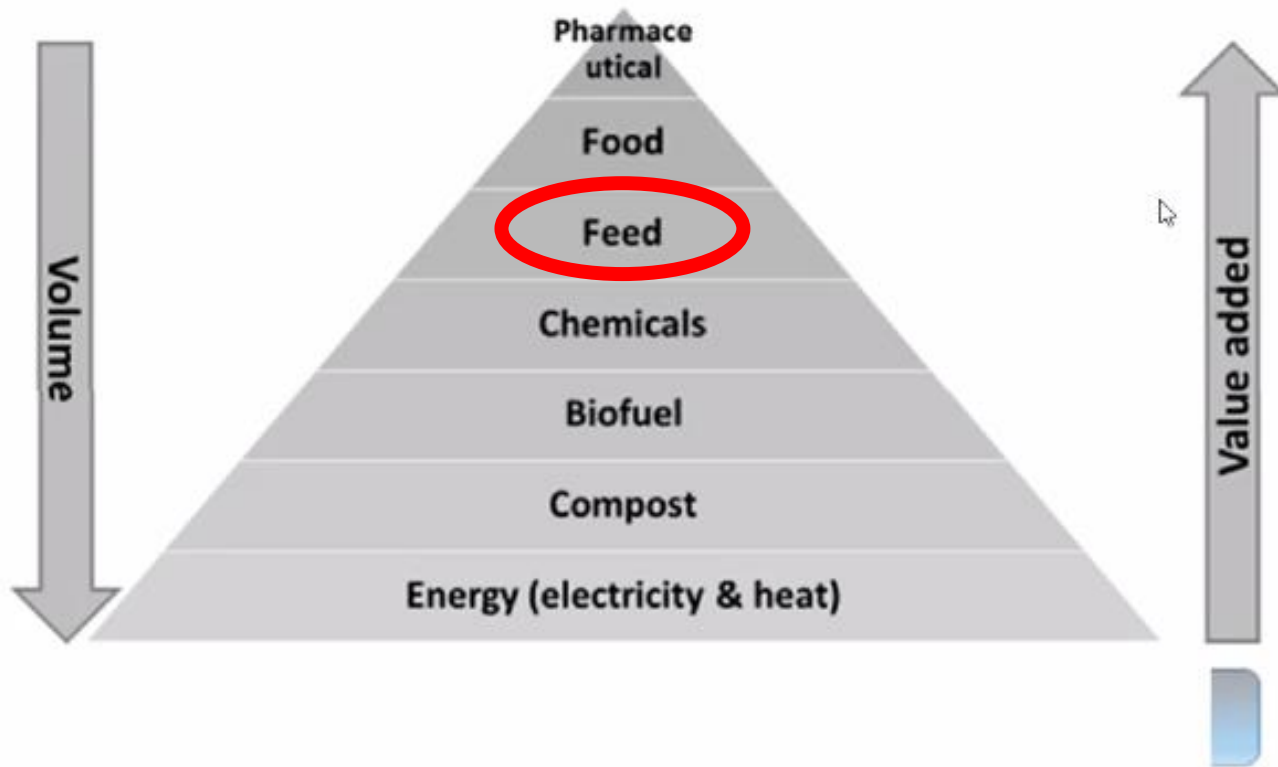 Pharmace
utical
Food
Feed
Chemicals
Biofuel
Compost
Energy (electricity & heat)
Volume
Value added